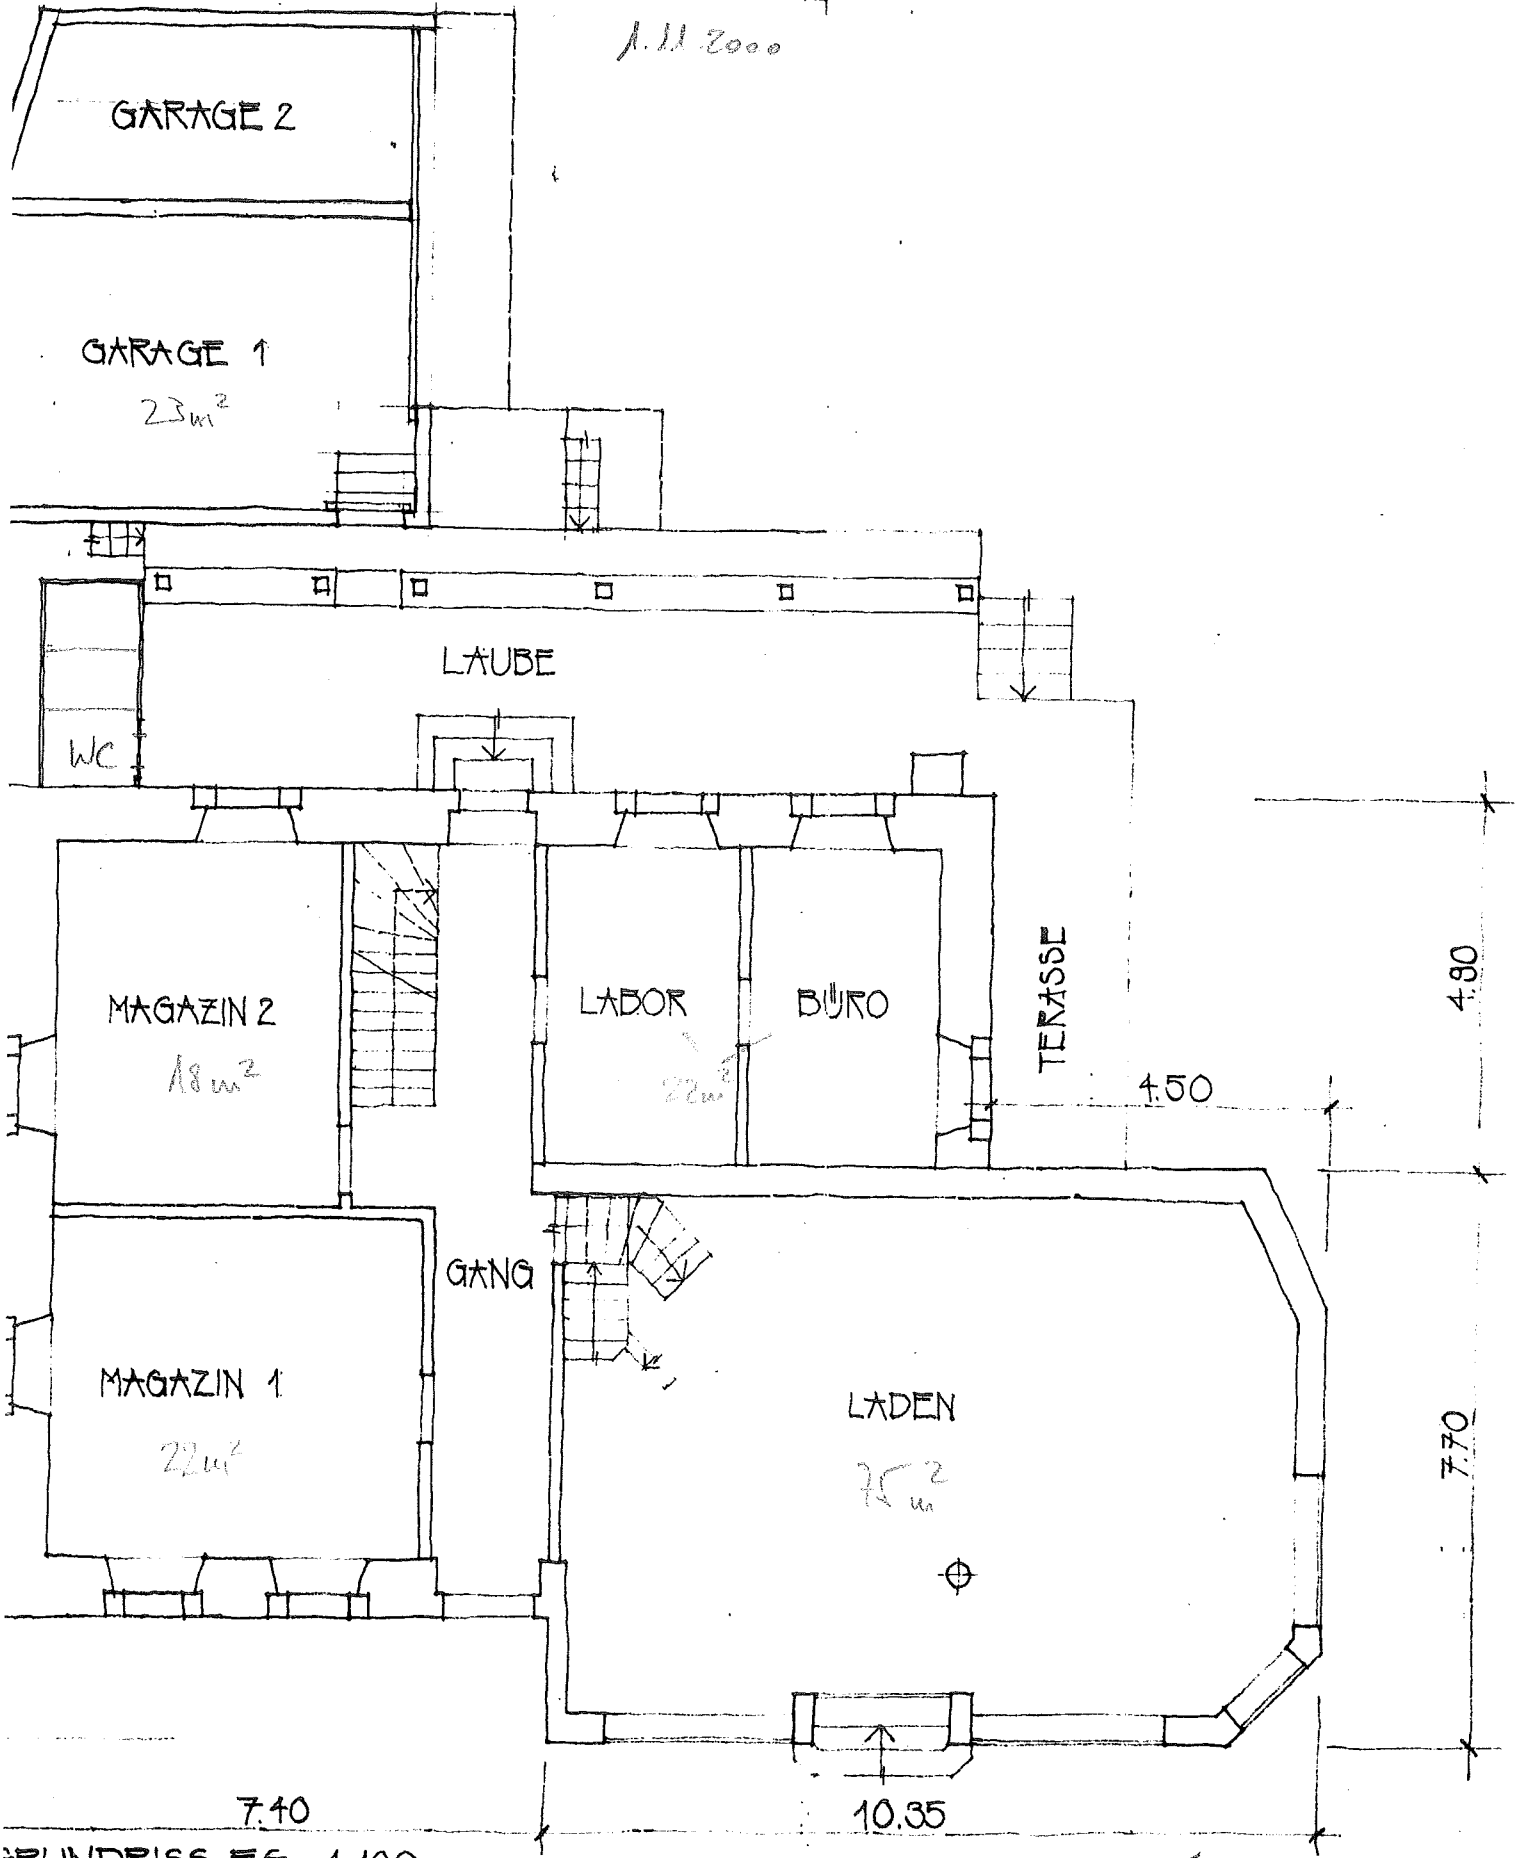 1.11.2000
GARAGE 2
GARAGE 1
23m²
LAUBE
WC
MAGAZIN 2
18m²
LABOR
BÜRO
22m²
TERASSE
4.80
4.50
GANG
MAGAZIN 1
22m²
LADEN
75m²
7.70
7.40
10.35